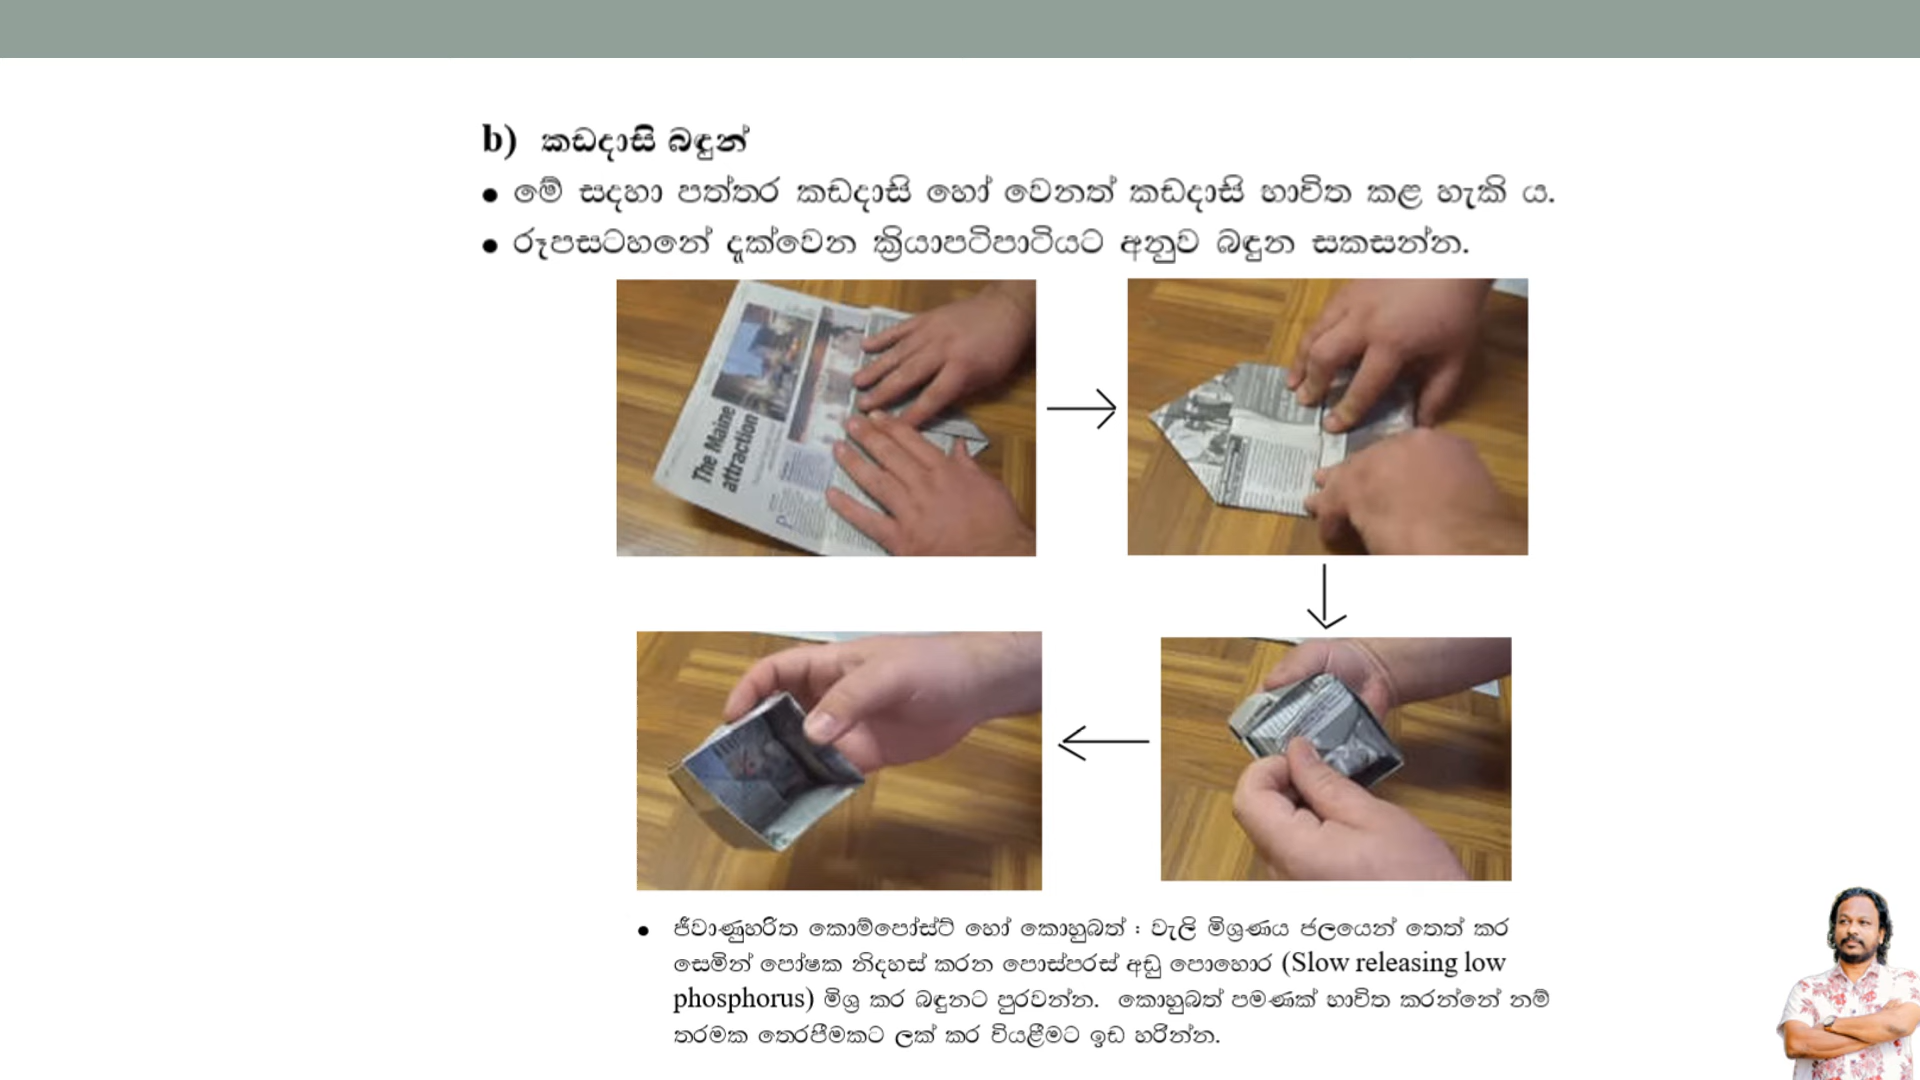 b) කඩදාසි බඳුන්
• මේ සදහා පත්තර කඩදාසි හෝ වෙනත් කඩදාසි භාවිත කළ හැකි ය.
• රූපසටහනේ දැක්වෙන ක්‍රියාපටිපාටියට අනුව බඳුන සකසන්න.
The Maine
attraction
• ජීවාණුහරිත කොම්පෝස්ට් හෝ කොහුබත් : වැලි මිශ්‍රණය ජලයෙන් තෙත් කර
සෙමින් පෝෂක නිදහස් කරන පොස්පරස් අඩු පොහොර (Slow releasing low
phosphorus) මිශ්‍ර කර බඳුනට පුරවන්න. කොහුබත් පමණක් භාවිත කරන්නේ නම්
තරමක තෙරපීමකට ලක් කර වියළීමට ඉඩ හරින්න.